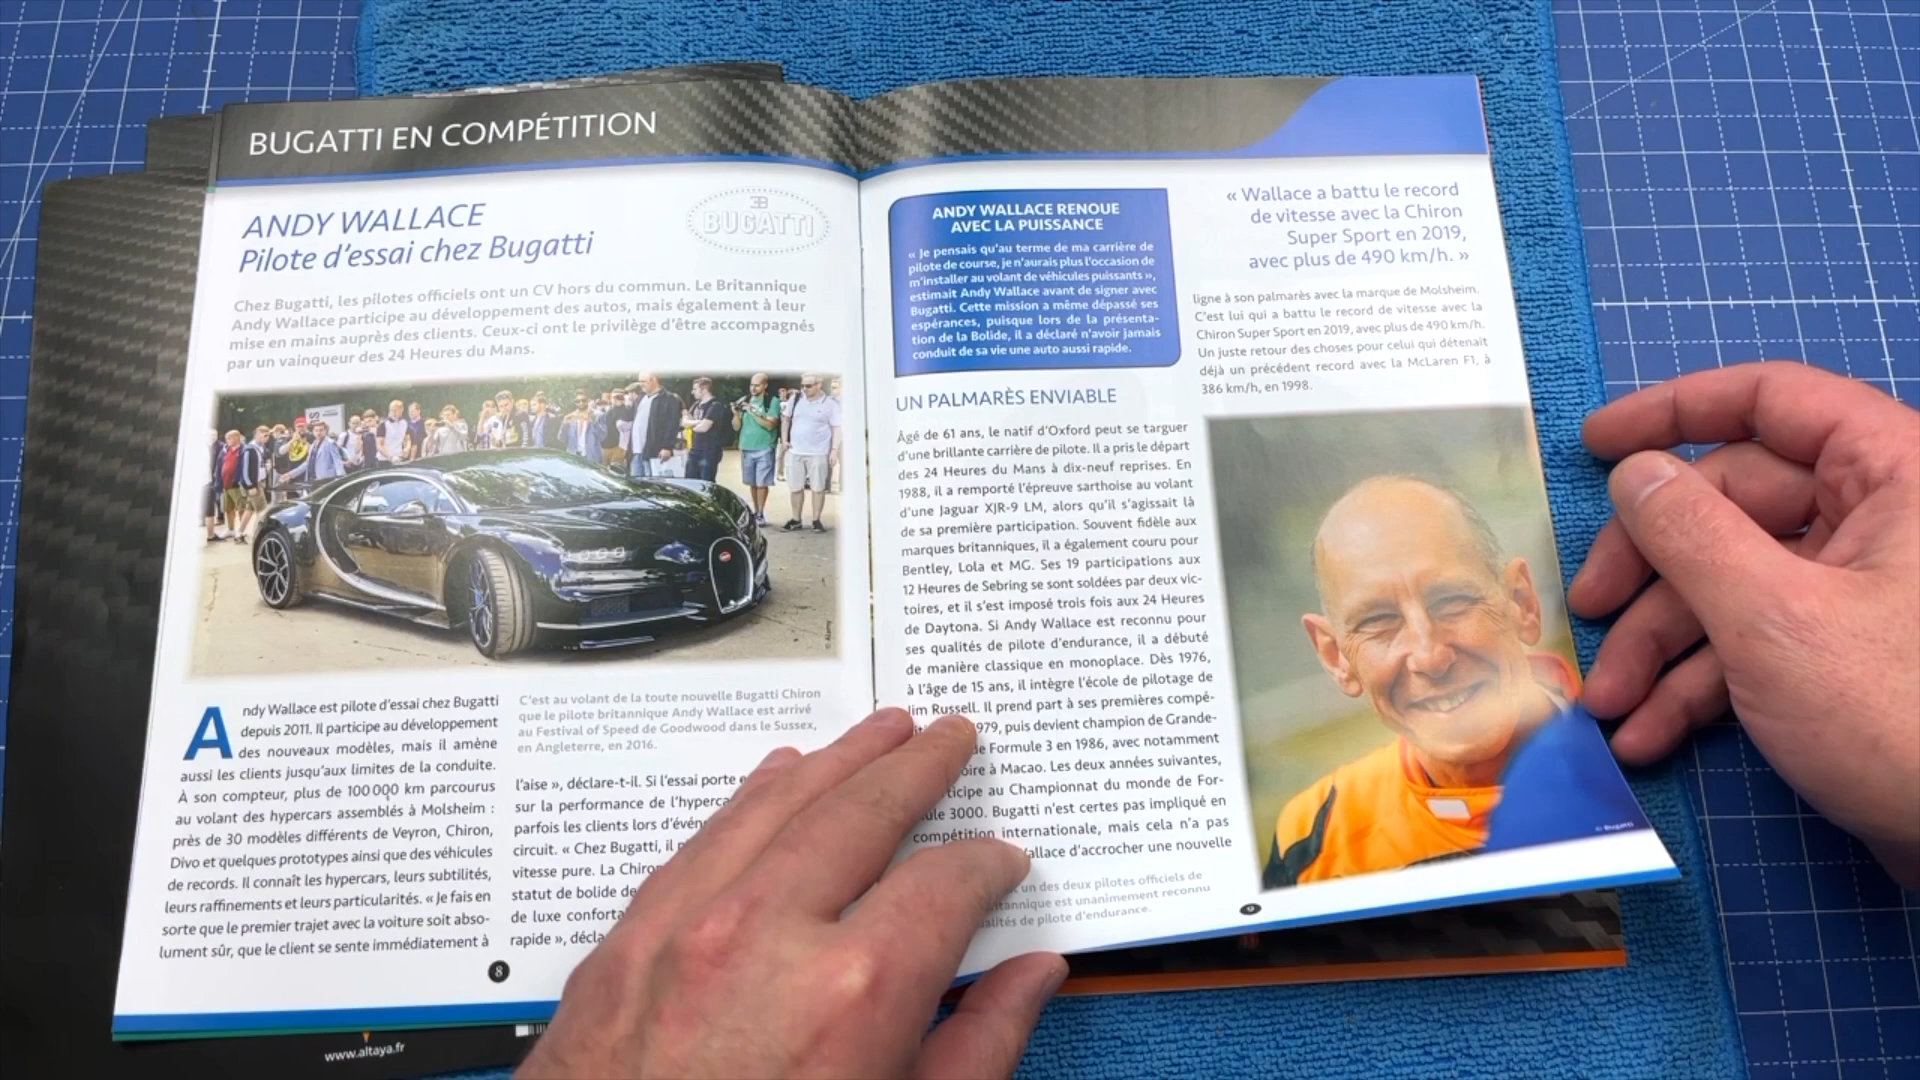 BUGATTI EN COMPÉTITION
ANDY WALLACE
Pilote d'essai chez Bugatti
BUGATTI
Chez Bugatti, les pilotes officiels ont un CV hors du commun. Le Britannique
Andy Wallace participe au développement des autos, mais également à leur
mise en mains auprès des clients. Ceux-ci ont le privilège d'être accompagnés
par un vainqueur des 24 Heures du Mans.
© Alamy
Andy Wallace est pilote d'essai chez Bugatti
depuis 2011. Il participe au développement
des nouveaux modèles, mais il amène
aussi les clients jusqu'aux limites de la conduite.
À son compteur, plus de 100 000 km parcourus
au volant des hypercars assemblés à Molsheim :
près de 30 modèles différents de Veyron, Chiron,
Divo et quelques prototypes ainsi que des véhicules
de records. Il connaît les hypercars, leurs subtilités,
leurs raffinements et leurs particularités. « Je fais en
sorte que le premier trajet avec la voiture soit abso-
lument sûr, que le client se sente immédiatement à
C'est au volant de la toute nouvelle Bugatti Chiron
que le pilote britannique Andy Wallace est arrivé
au Festival of Speed de Goodwood dans le Sussex,
en Angleterre, en 2016.
l'aise », déclare-t-il. Si l'essai porte
sur la performance de l'hyperca
parfois les clients lors d'évén
circuit. « Chez Bugatti, il
vitesse pure. La Chiro
statut de bolide de
de luxe conforta
rapide », décla
8
www.altaya.fr
ANDY WALLACE RENOUE
AVEC LA PUISSANCE
« Je pensais qu'au terme de ma carrière de
pilote de course, je n'aurais plus l'occasion de
m'installer au volant de véhicules puissants »,
estimait Andy Wallace avant de signer avec
Bugatti. Cette mission a même dépassé ses
espérances, puisque lors de la présenta-
tion de la Bolide, il a déclaré n'avoir jamais
conduit de sa vie une auto aussi rapide.
UN PALMARÈS ENVIABLE
Âgé de 61 ans, le natif d'Oxford peut se targuer
d'une brillante carrière de pilote. Il a pris le départ
des 24 Heures du Mans à dix-neuf reprises. En
1988, il a remporté l'épreuve sarthoise au volant
d'une Jaguar XJR-9 LM, alors qu'il s'agissait là
de sa première participation. Souvent fidèle aux
marques britanniques, il a également couru pour
Bentley, Lola et MG. Ses 19 participations aux
12 Heures de Sebring se sont soldées par deux vic-
toires, et il s'est imposé trois fois aux 24 Heures
de Daytona. Si Andy Wallace est reconnu pour
ses qualités de pilote d'endurance, il a débuté
de manière classique en monoplace. Dès 1976,
à l'âge de 15 ans, il intègre l'école de pilotage de
Jim Russell. Il prend part à ses premières compé-
979, puis devient champion de Grande-
de Formule 3 en 1986, avec notamment
oire à Macao. Les deux années suivantes,
ticipe au Championnat du monde de For-
ule 3000. Bugatti n'est certes pas impliqué en
compétition internationale, mais cela n'a pas
Wallace d'accrocher une nouvelle
un des deux pilotes officiels de
itannique est unanimement reconnu
ualités de pilote d'endurance.
« Wallace a battu le record
de vitesse avec la Chiron
Super Sport en 2019,
avec plus de 490 km/h. »
ligne à son palmarès avec la marque de Molsheim.
C'est lui qui a battu le record de vitesse avec la
Chiron Super Sport en 2019, avec plus de 490 km/h.
Un juste retour des choses pour celui qui détenait
déjà un précédent record avec la McLaren F1, à
386 km/h, en 1998.
© Bugatti
9